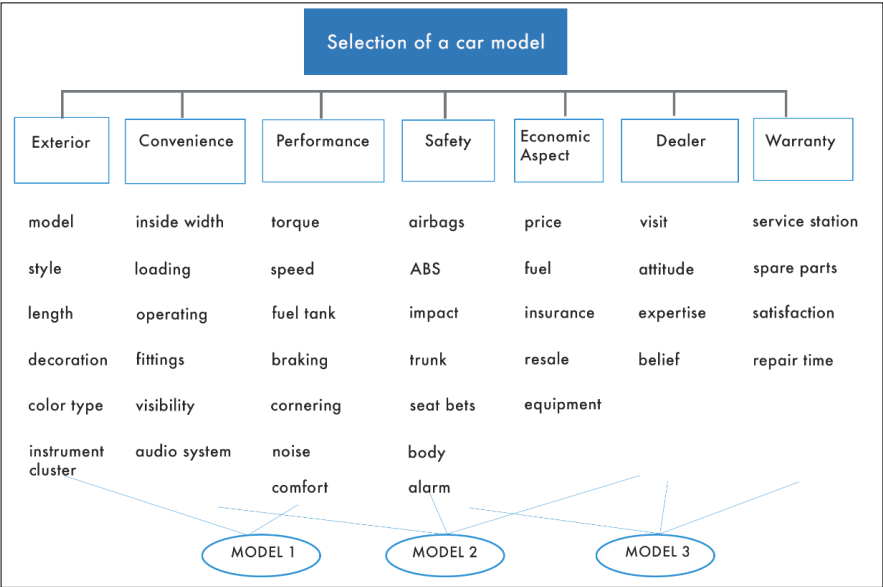 Selection of a car model
Exterior
Convenience
Performance
Safety
Economic
Aspect
Dealer
Warranty
model
inside width
torque
airbags
price
visit
service station
style
loading
speed
ABS
fuel
attitude
spare parts
length
operating
fuel tank
impact
insurance
expertise
satisfaction
decoration
fittings
braking
trunk
resale
belief
repair time
color type
visibility
cornering
seat bets
equipment
instrument
cluster
audio system
noise
body
comfort
alarm
MODEL 1
MODEL 2
MODEL 3